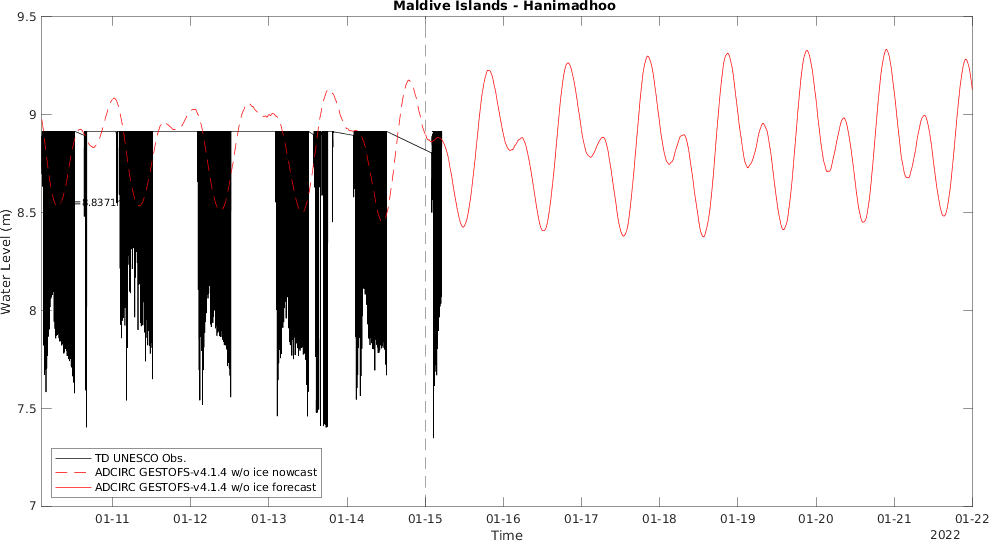 Maldive Islands - Hanimadhoo
Water Level (m)
9.5
9
8.5
8
7.5
7
=8.8371
TD UNESCO Obs.
ADCIRC GESTOFS-v4.1.4 w/o ice nowcast
ADCIRC GESTOFS-v4.1.4 w/o ice forecast
01-11 01-12 01-13 01-14 01-15 01-16 01-17 01-18 01-19 01-20 01-21 01-22
Time
2022